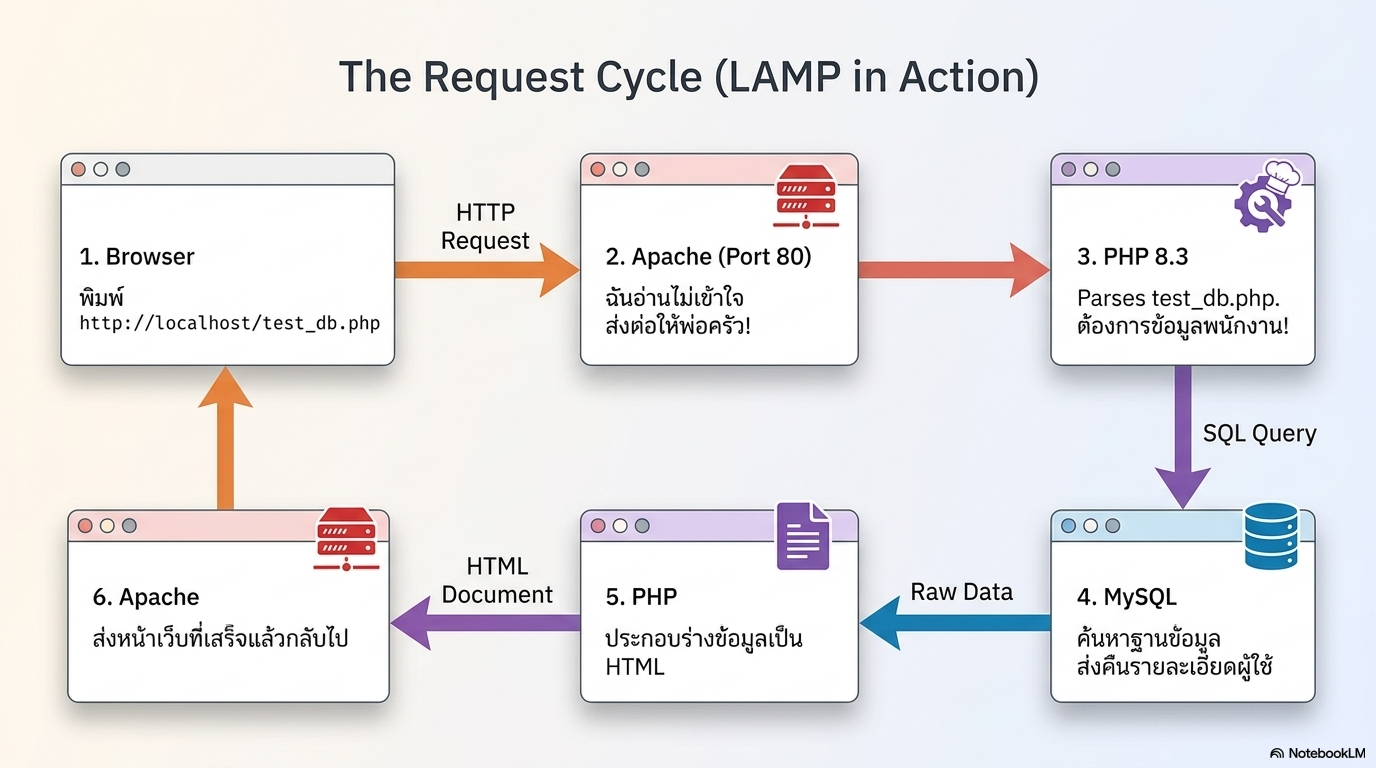 The Request Cycle (LAMP in Action)
1. Browser
พิมพ์
http://localhost/test_db.php
HTTP
Request
2. Apache (Port 80)
ฉันอ่านไม่เข้าใจ
ส่งต่อให้พ่อครัว!
3. PHP 8.3
Parses test_db.php.
ต้องการข้อมูลพนักงาน!
SQL Query
4. MySQL
ค้นหาฐานข้อมูล
ส่งคืนรายละเอียดผู้ใช้
Raw Data
5. PHP
ประกอบร่างข้อมูลเป็น
HTML
HTML
Document
6. Apache
ส่งหน้าเว็บที่เสร็จแล้วกลับไป
NotebookLM